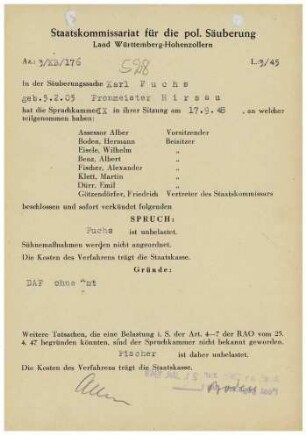 Staatskommissariat für die pol. Säuberung
Land Württemberg-Hohenzollern
Az.: 3/KB/176
L.3/45
In der Säuberungssache Karl Fuchs
geb.5.2.05 Hirsau
hat die Spruchkammer IX in ihrer Sitzung am 17.9.48, an welcher
teilgenommen haben:
Assessor Alber Vorsitzender
Boden, Hermann Beisitzer
Eisele, Wilhelm "
Benz, Albert "
Fischer, Alexander "
Klett, Martin "
Dürr, Emil "
Götzendörfer, Friedrich Vertreter des Staatskommissars
beschlossen und sofort verkündet folgenden
SPRUCH:
Fuchs ist unbelastet.
Sühnemaßnahmen werden nicht angeordnet.
Die Kosten des Verfahrens trägt die Staatskasse.
Gründe:
DAF ohne Amt
Weitere Tatsachen, die eine Belastung i. S. der Art. 4—7 der RAO vom 25.
4. 47 begründen könnten, sind der Spruchkammer nicht bekannt geworden.
Fischer ist daher unbelastet.
Die Kosten des Verfahrens trägt die Staatskasse.